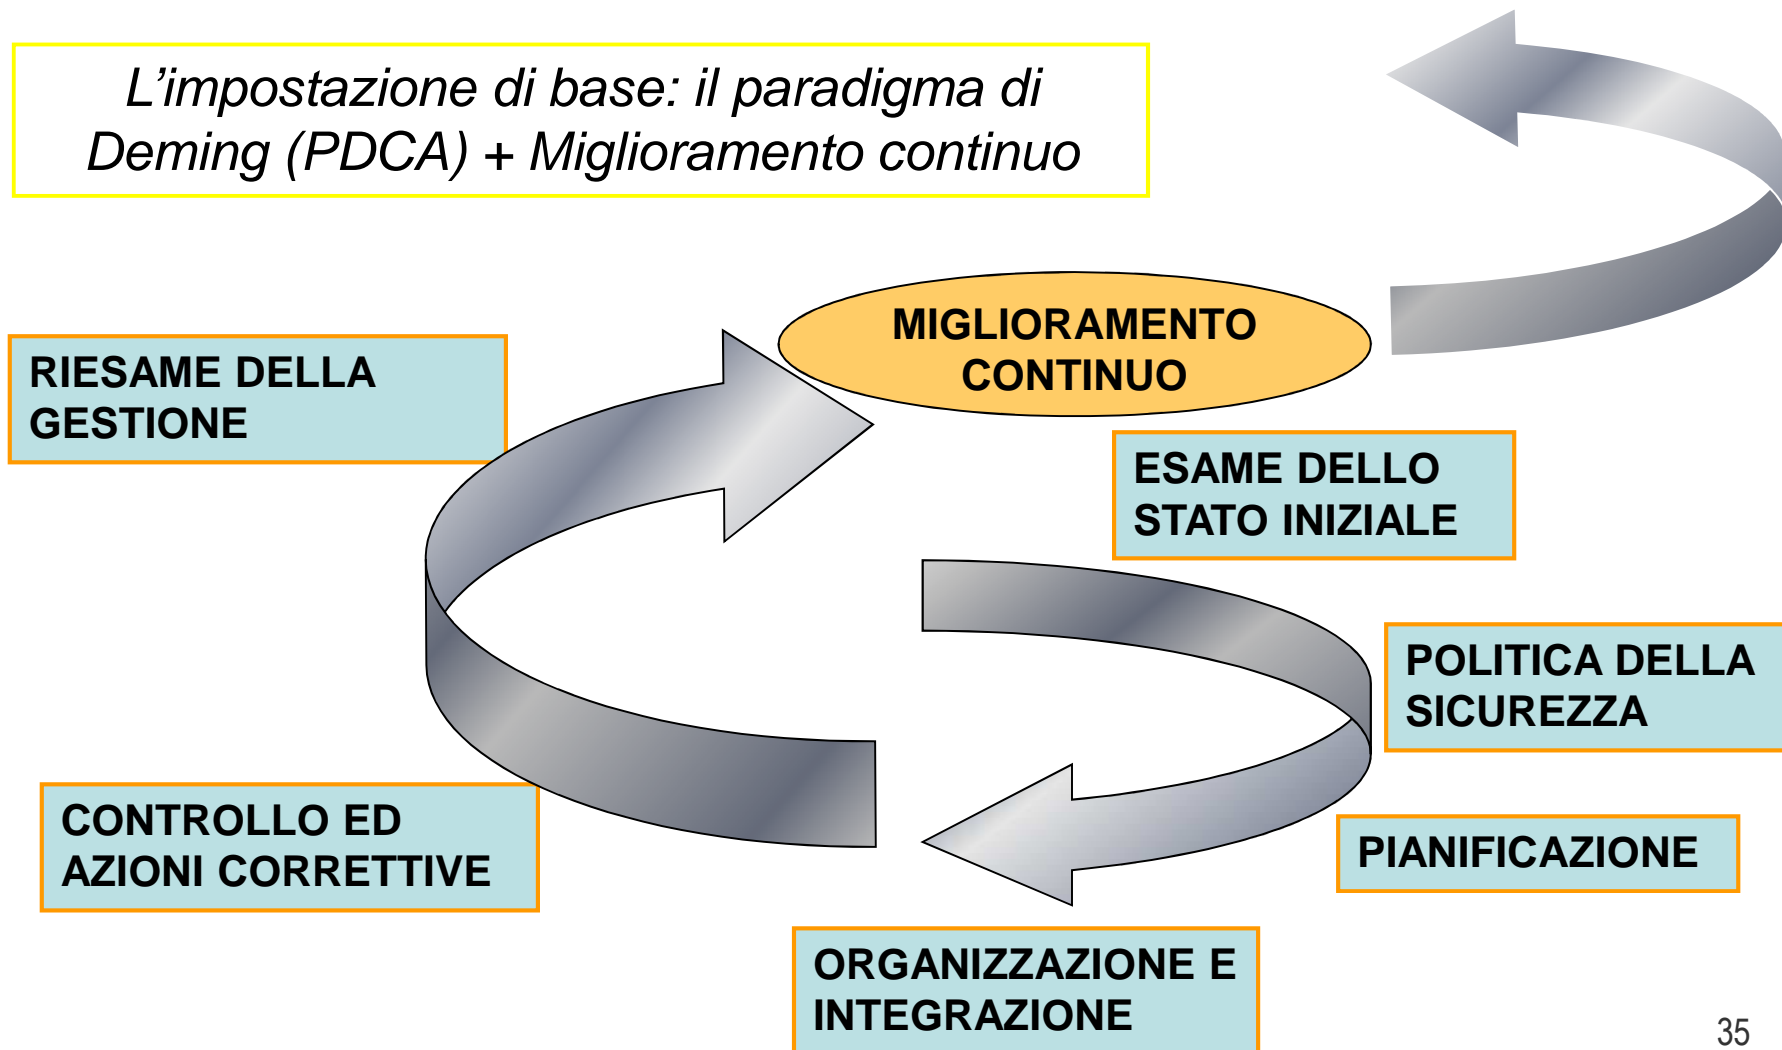 L’impostazione di base: il paradigma di
Deming (PDCA) + Miglioramento continuo
MIGLIORAMENTO
CONTINUO
RIESAME DELLA
GESTIONE
ESAME DELLO
STATO INIZIALE
POLITICA DELLA
SICUREZZA
CONTROLLO ED
AZIONI CORRETTIVE
PIANIFICAZIONE
ORGANIZZAZIONE E
INTEGRAZIONE
35